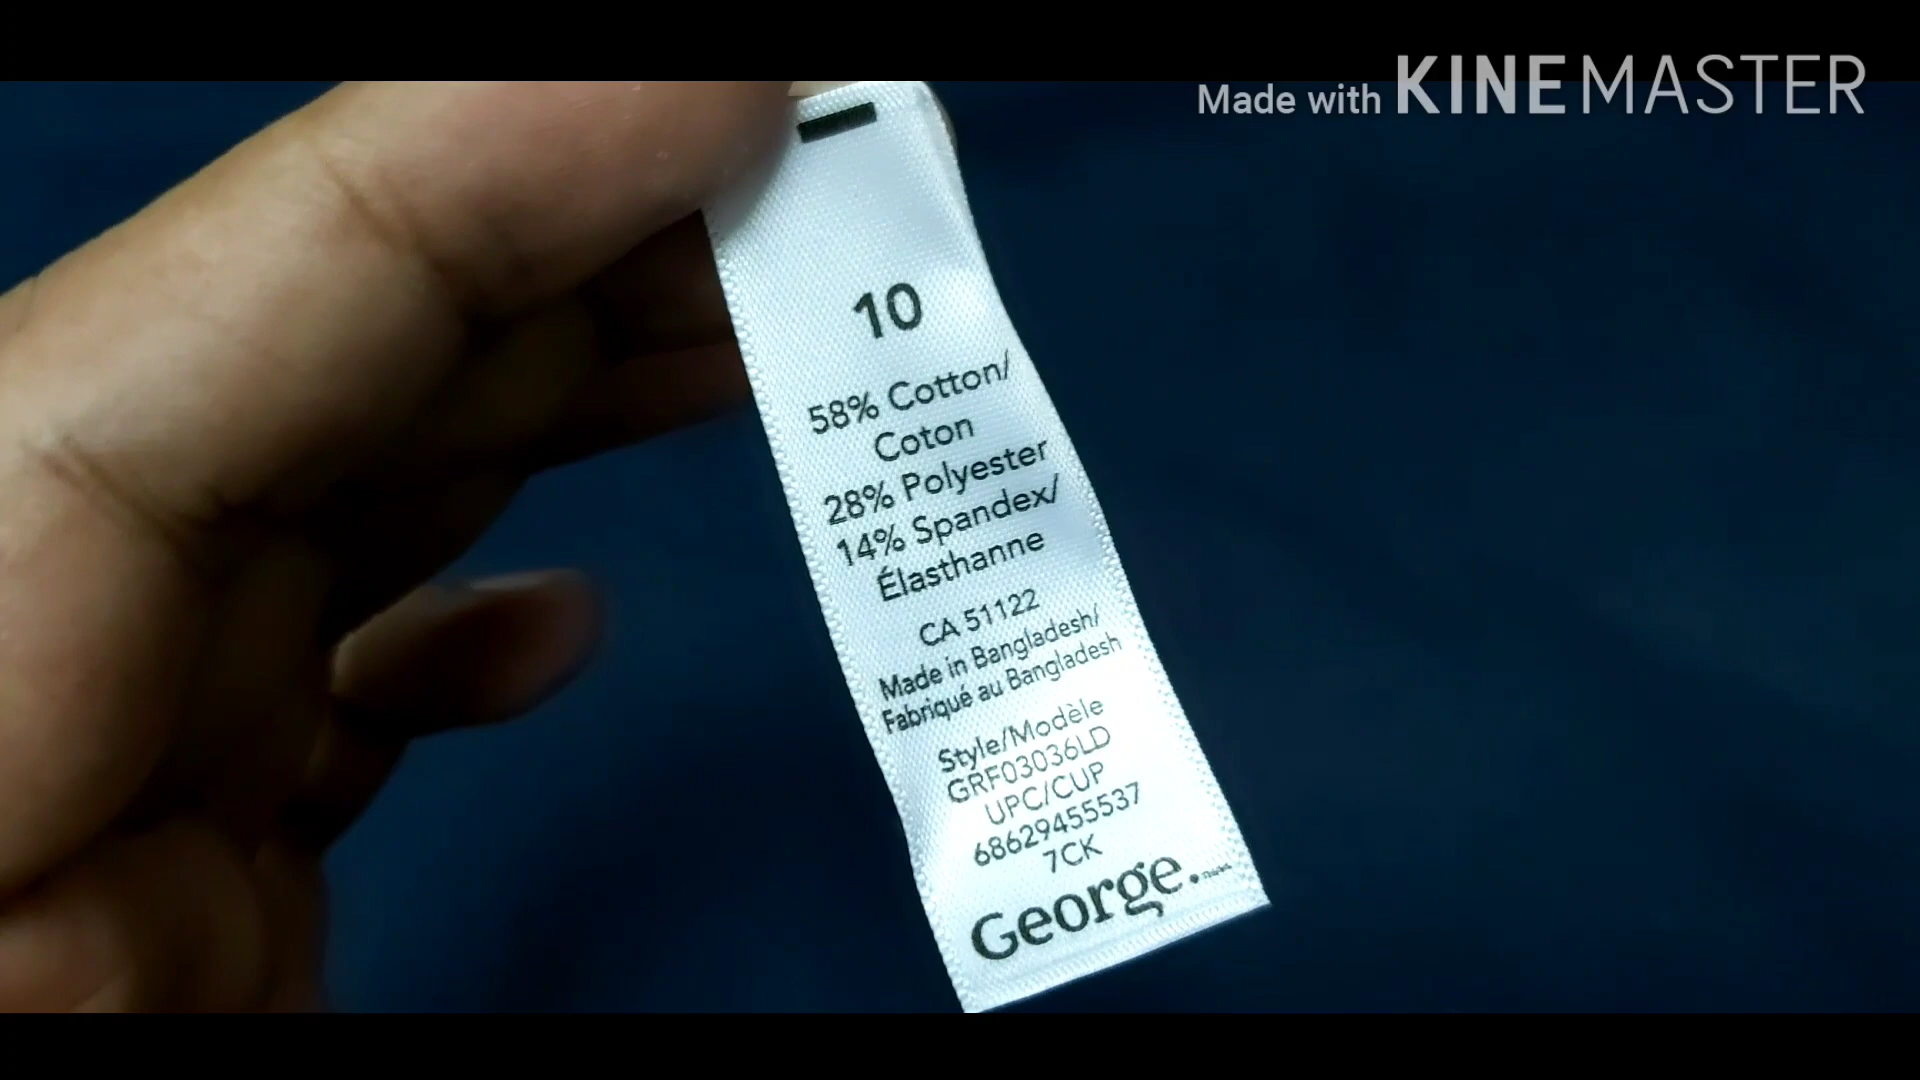 Made with KINEMASTER
10
58% Cotton/
Coton
28% Polyester
14% Spandex/
Élasthanne
CA 51122
Made in Bangladesh/
Fabriqué au Bangladesh
Style/Modèle
GRF03036LD
UPC/CUP
68629455537
7CK
George.